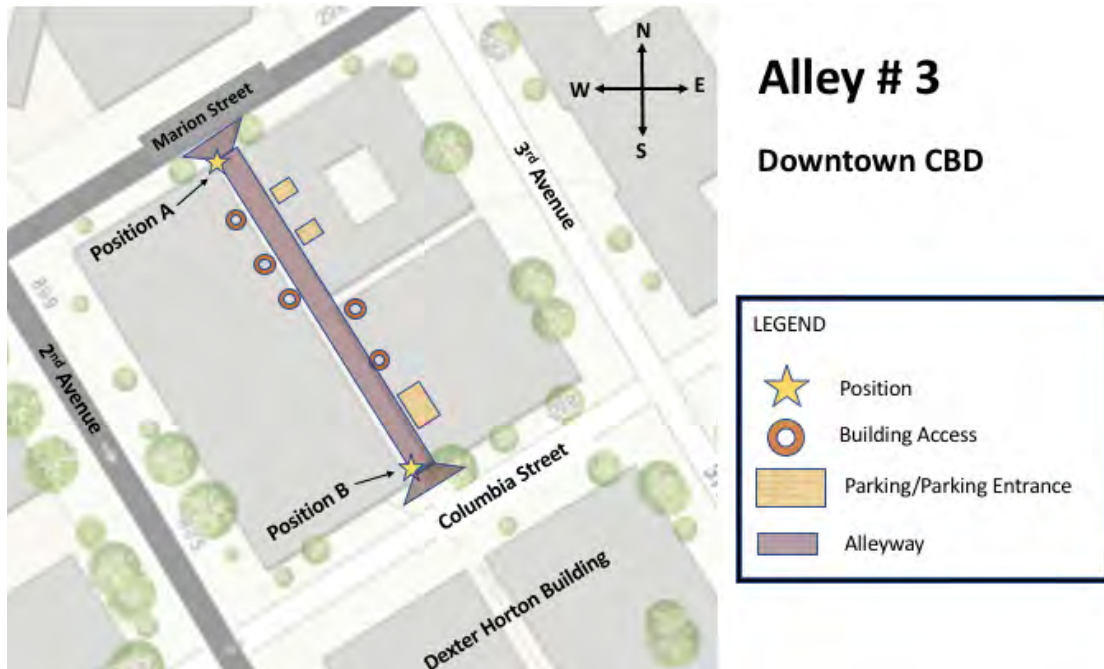 Alley # 3
Downtown CBD
N
W
E
S
Marion Street
3rd Avenue
Position A
2nd Avenue
Position B
Columbia Street
Dexter Horton Building
LEGEND
Position
Building Access
Parking/Parking Entrance
Alleyway